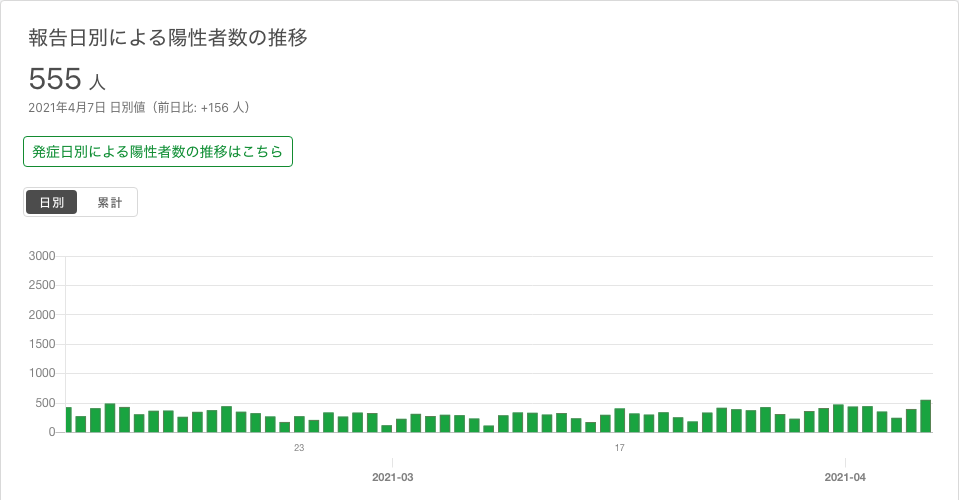 報告日別による陽性者数の推移
555 人
2021年4月7日 日別値（前日比: +156 人）
発症日別による陽性者数の推移はこちら
日別 累計
3000
2500
2000
1500
1000
500
0
23 17
2021-03 2021-04